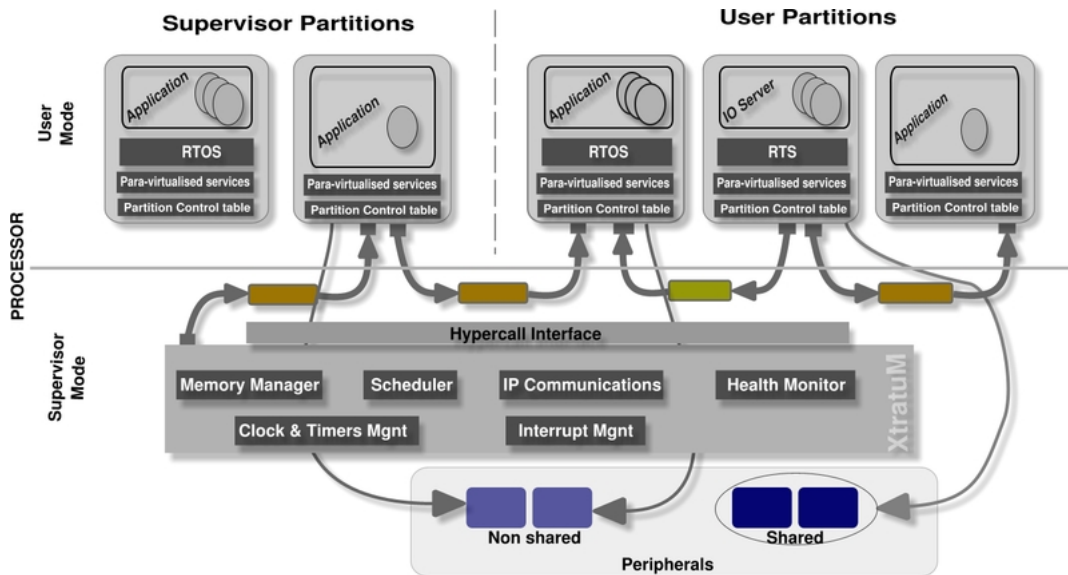 Supervisor Partitions
User Partitions
PROCESSOR
User
Mode
Application
RTOS
Para-virtualised services
Partition Control table
Application
Para-virtualised services
Partition Control table
Application
RTOS
Para-virtualised services
Partition Control table
IO Server
RTS
Para-virtualised services
Partition Control table
Application
Para-virtualised services
Partition Control table
Supervisor
Mode
Hypercall Interface
Memory Manager
Scheduler
IP Communications
Health Monitor
Clock & Timers Mgnt
Interrupt Mgnt
XtratuM
Non shared
Shared
Peripherals